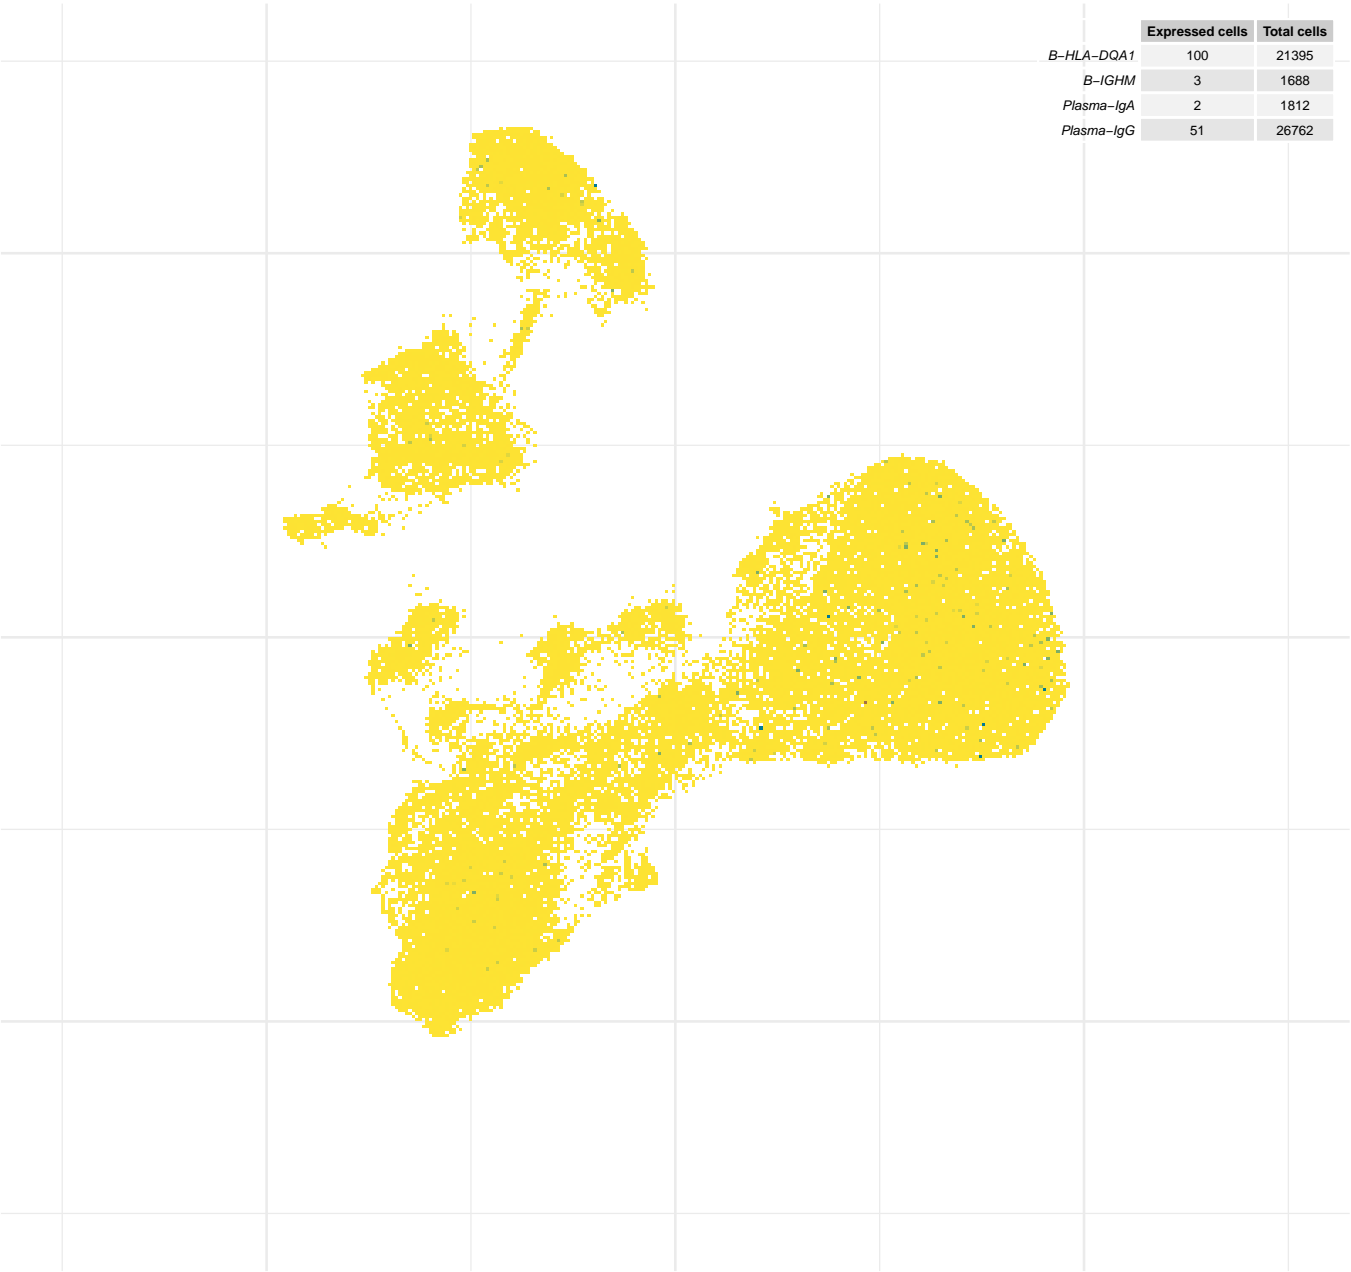 Expressed cells Total cells
B−HLA−DQA1 100 21395
B−IGHM 3 1688
Plasma−IgA 2 1812
Plasma−IgG 51 26762